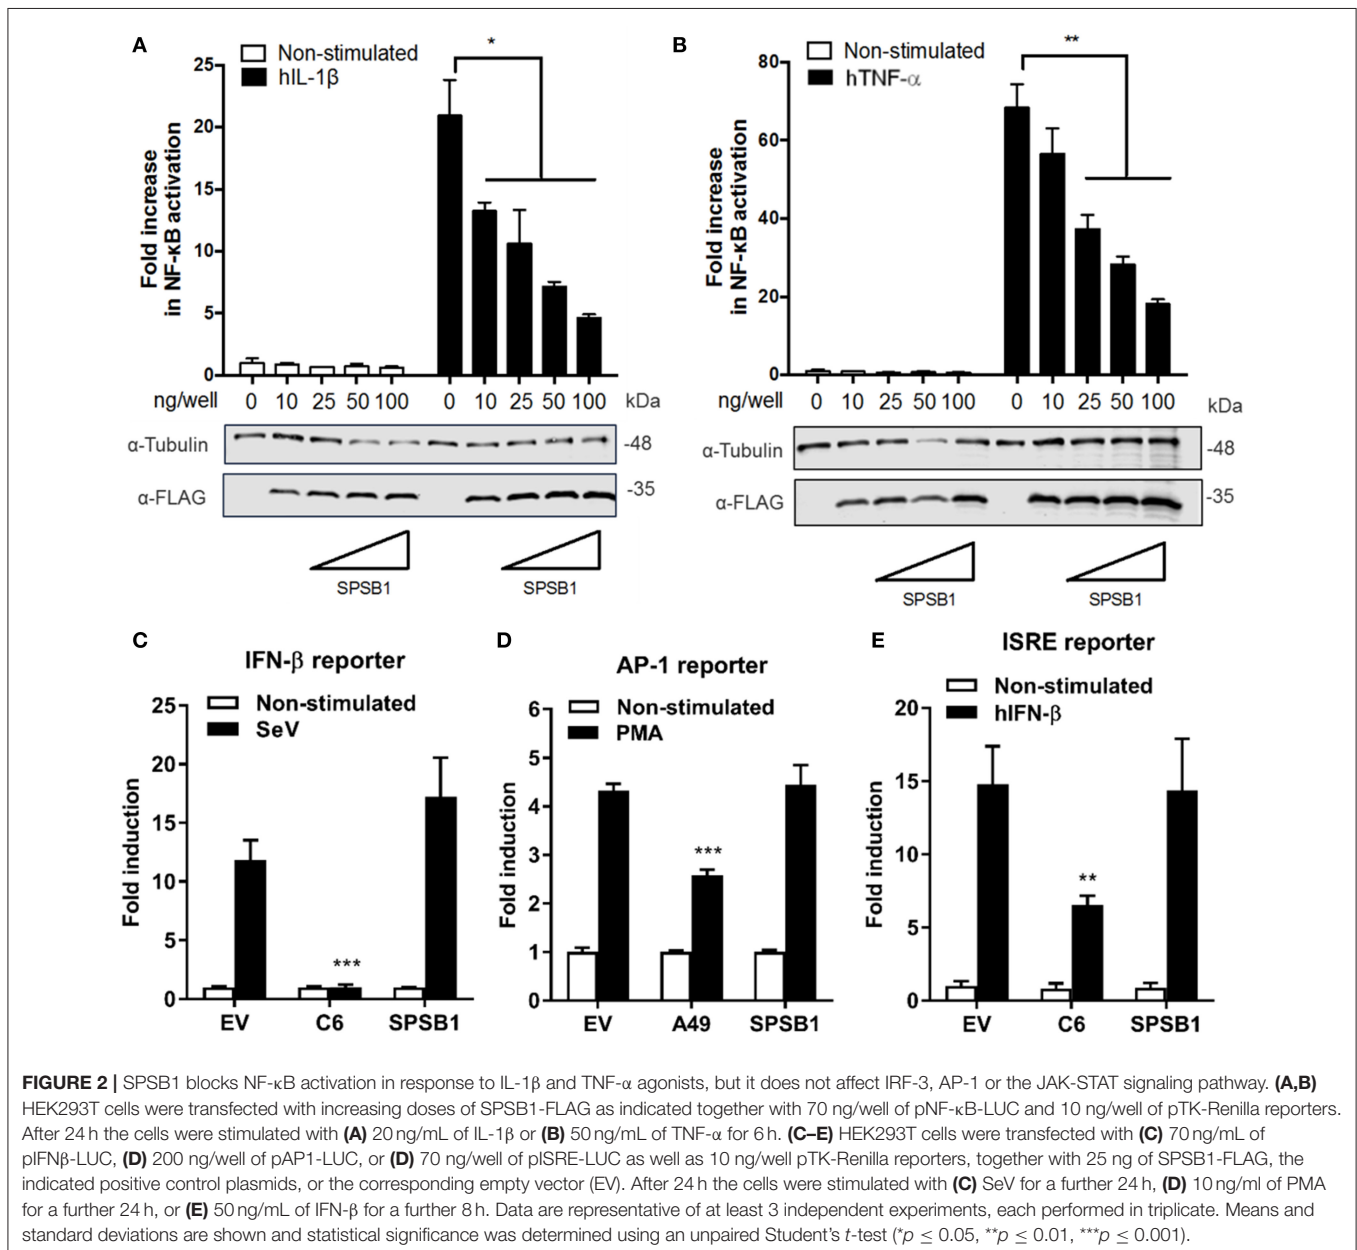 A
Non-stimulated
hIL-1β
*
Fold increase
in NF-κB activation
25
20
15
10
5
0
ng/well 0 10 25 50 100 0 10 25 50 100 kDa
α-Tubulin -48
α-FLAG -35
SPSB1 SPSB1
B
Non-stimulated
hTNF-α
**
Fold increase
in NF-κB activation
80
60
40
20
0
ng/well 0 10 25 50 100 0 10 25 50 100 kDa
α-Tubulin -48
α-FLAG -35
SPSB1 SPSB1
C
IFN-β reporter
Non-stimulated
SeV
Fold induction
25
20
15
10
5
0
***
EV C6 SPSB1
D
AP-1 reporter
Non-stimulated
PMA
Fold induction
6
5
4
3
2
1
0
***
EV A49 SPSB1
E
ISRE reporter
Non-stimulated
hIFN-β
Fold induction
20
15
10
5
0
**
EV C6 SPSB1
FIGURE 2 | SPSB1 blocks NF-κB activation in response to IL-1β and TNF-α agonists, but it does not affect IRF-3, AP-1 or the JAK-STAT signaling pathway. (A,B)
HEK293T cells were transfected with increasing doses of SPSB1-FLAG as indicated together with 70 ng/well of pNF-κB-LUC and 10 ng/well of pTK-Renilla reporters.
After 24 h the cells were stimulated with (A) 20 ng/mL of IL-1β or (B) 50 ng/mL of TNF-α for 6 h. (C–E) HEK293T cells were transfected with (C) 70 ng/mL of
pIFNβ-LUC, (D) 200 ng/well of pAP1-LUC, or (D) 70 ng/well of pISRE-LUC as well as 10 ng/well pTK-Renilla reporters, together with 25 ng of SPSB1-FLAG, the
indicated positive control plasmids, or the corresponding empty vector (EV). After 24 h the cells were stimulated with (C) SeV for a further 24 h, (D) 10 ng/ml of PMA
for a further 24 h, or (E) 50 ng/mL of IFN-β for a further 8 h. Data are representative of at least 3 independent experiments, each performed in triplicate. Means and
standard deviations are shown and statistical significance was determined using an unpaired Student's t-test (*p ≤ 0.05, **p ≤ 0.01, ***p ≤ 0.001).